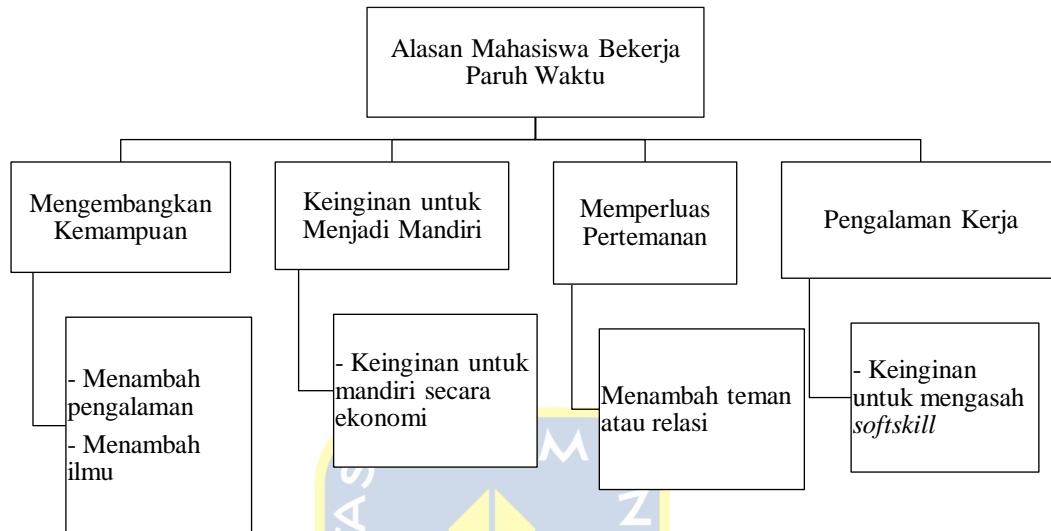 Alasan Mahasiswa Bekerja
Paruh Waktu
Mengembangkan
Kemampuan
Keinginan untuk
Menjadi Mandiri
Memperluas
Pertemanan
Pengalaman Kerja
- Menambah
pengalaman
- Menambah
ilmu
- Keinginan untuk
mandiri secara
ekonomi
Menambah teman
atau relasi
- Keinginan
untuk mengasah
softskill